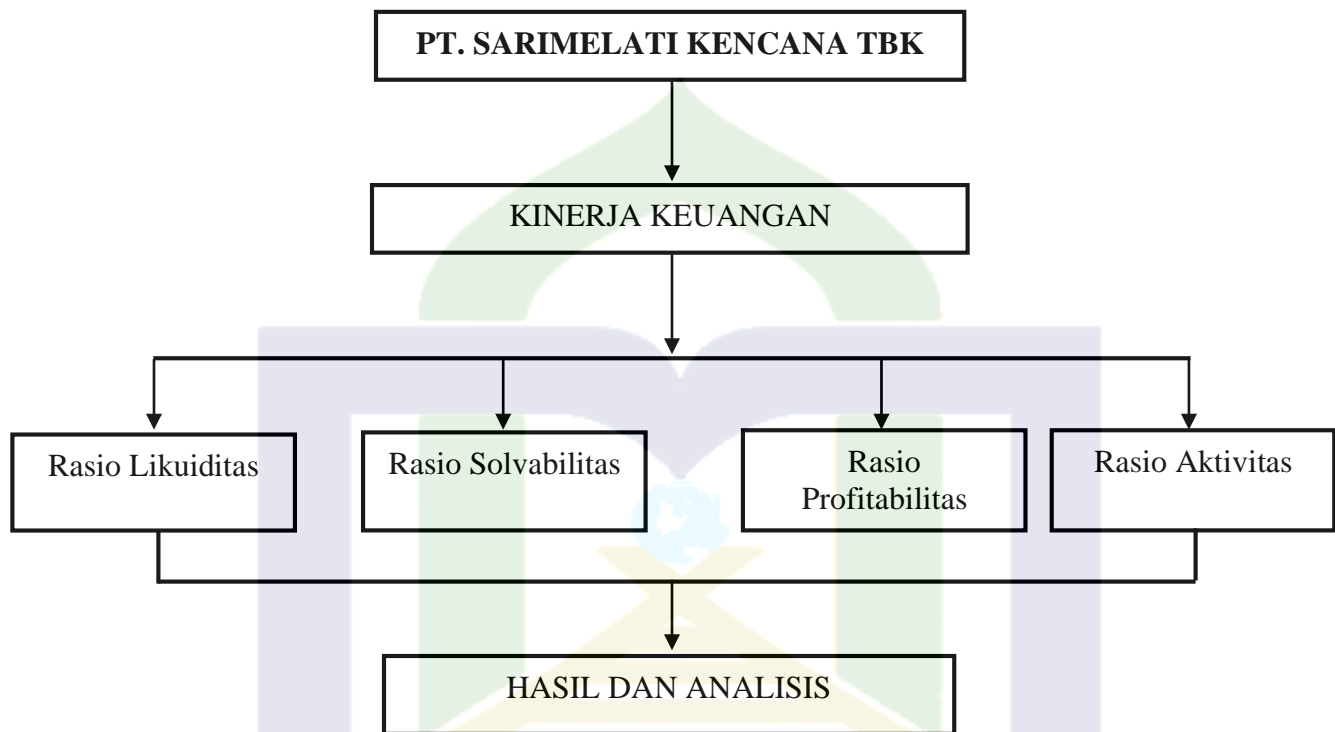 PT. SARIMELATI KENCANA TBK
KINERJA KEUANGAN
Rasio Likuiditas
Rasio Solvabilitas
Rasio
Profitabilitas
Rasio Aktivitas
HASIL DAN ANALISIS